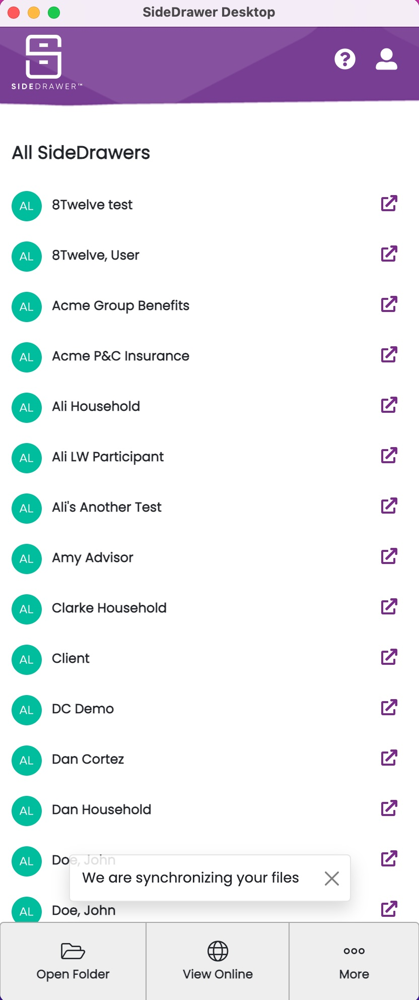 SideDrawer Desktop
SIDEDRAWER™
All SideDrawers
AL 8Twelve test
AL 8Twelve, User
AL Acme Group Benefits
AL Acme P&C Insurance
AL Ali Household
AL Ali LW Participant
AL Ali's Another Test
AL Amy Advisor
AL Clarke Household
AL Client
AL DC Demo
AL Dan Cortez
AL Dan Household
AL Doe, John
We are synchronizing your files
AL Doe, John
Open Folder View Online More